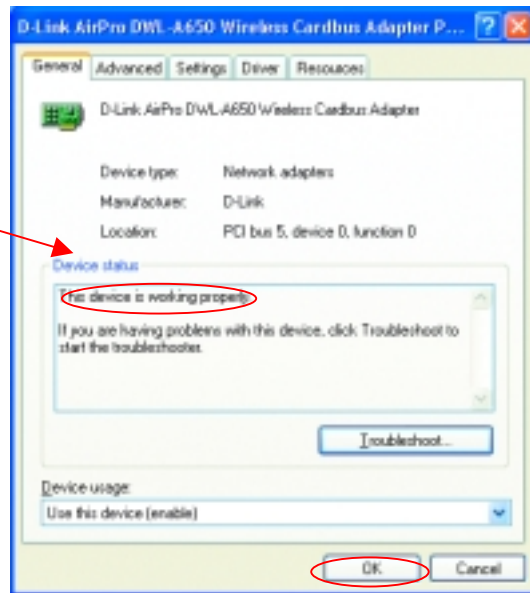 D-Link AirPro DWL-A650 Wireless Cardbus Adapter P...
General Advanced Settings Driver Resources
D-Link AirPro DWL-A650 Wireless Cardbus Adapter
Device type: Network adapters
Manufacturer: D-Link
Location: PCI bus 5, device 0, function 0
Device status
This device is working properly.
If you are having problems with this device, click Troubleshoot to
start the troubleshooter.
Troubleshoot...
Device usage:
Use this device (enable)
OK Cancel